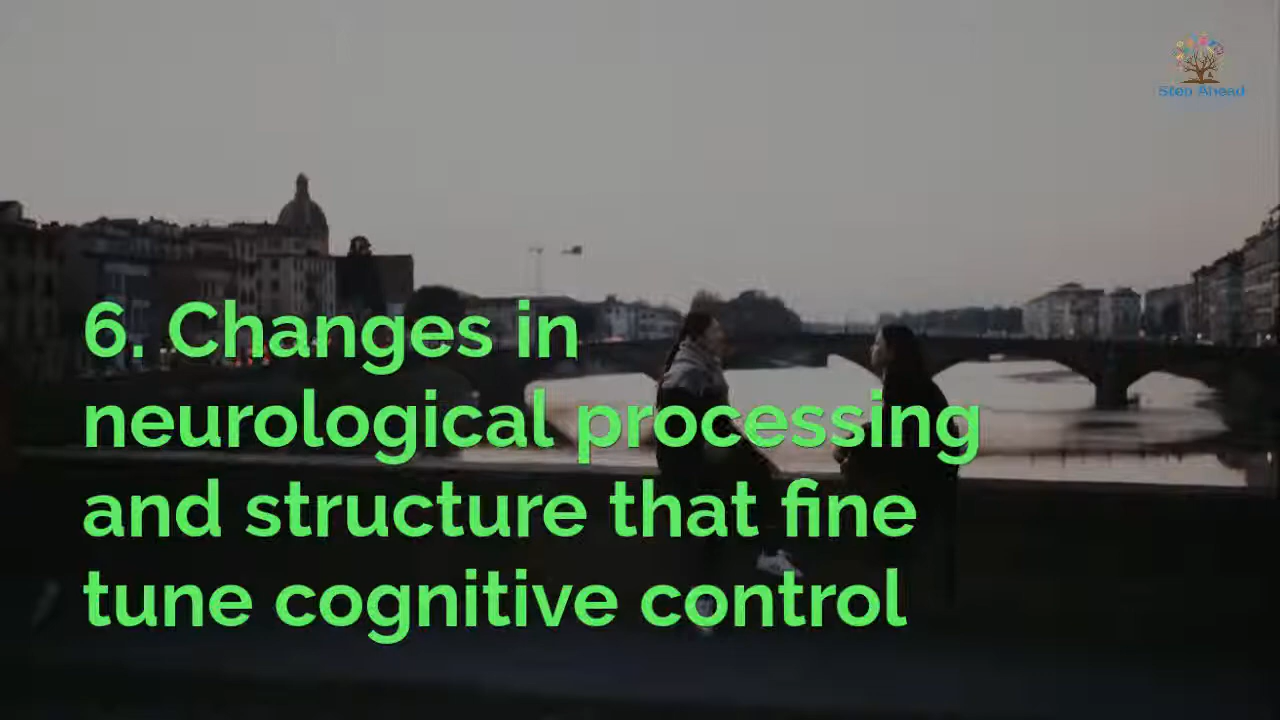 Step Ahead
6. Changes in
neurological processing
and structure that fine
tune cognitive control